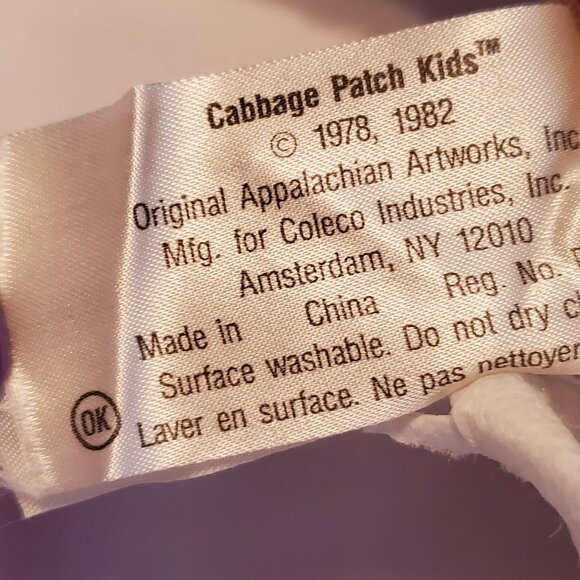 Cabbage Patch Kids™
© 1978, 1982
Original Appalachian Artworks, Inc
Mfg. for Coleco Industries, Inc.
Amsterdam, NY 12010
Made in China Reg. No.
Surface washable. Do not dry c
OK Laver en surface. Ne pas nettoyer